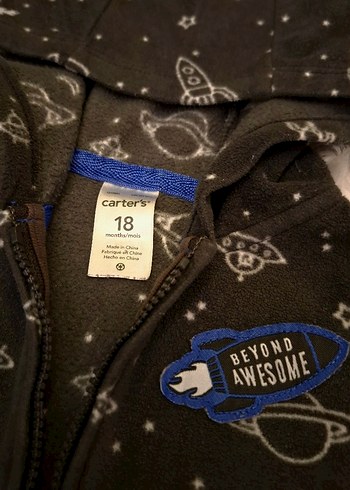 carter's®
18
months/mois
Made in China
Fabriqué en Chine
Hecho en China
BEYOND
AWESOME